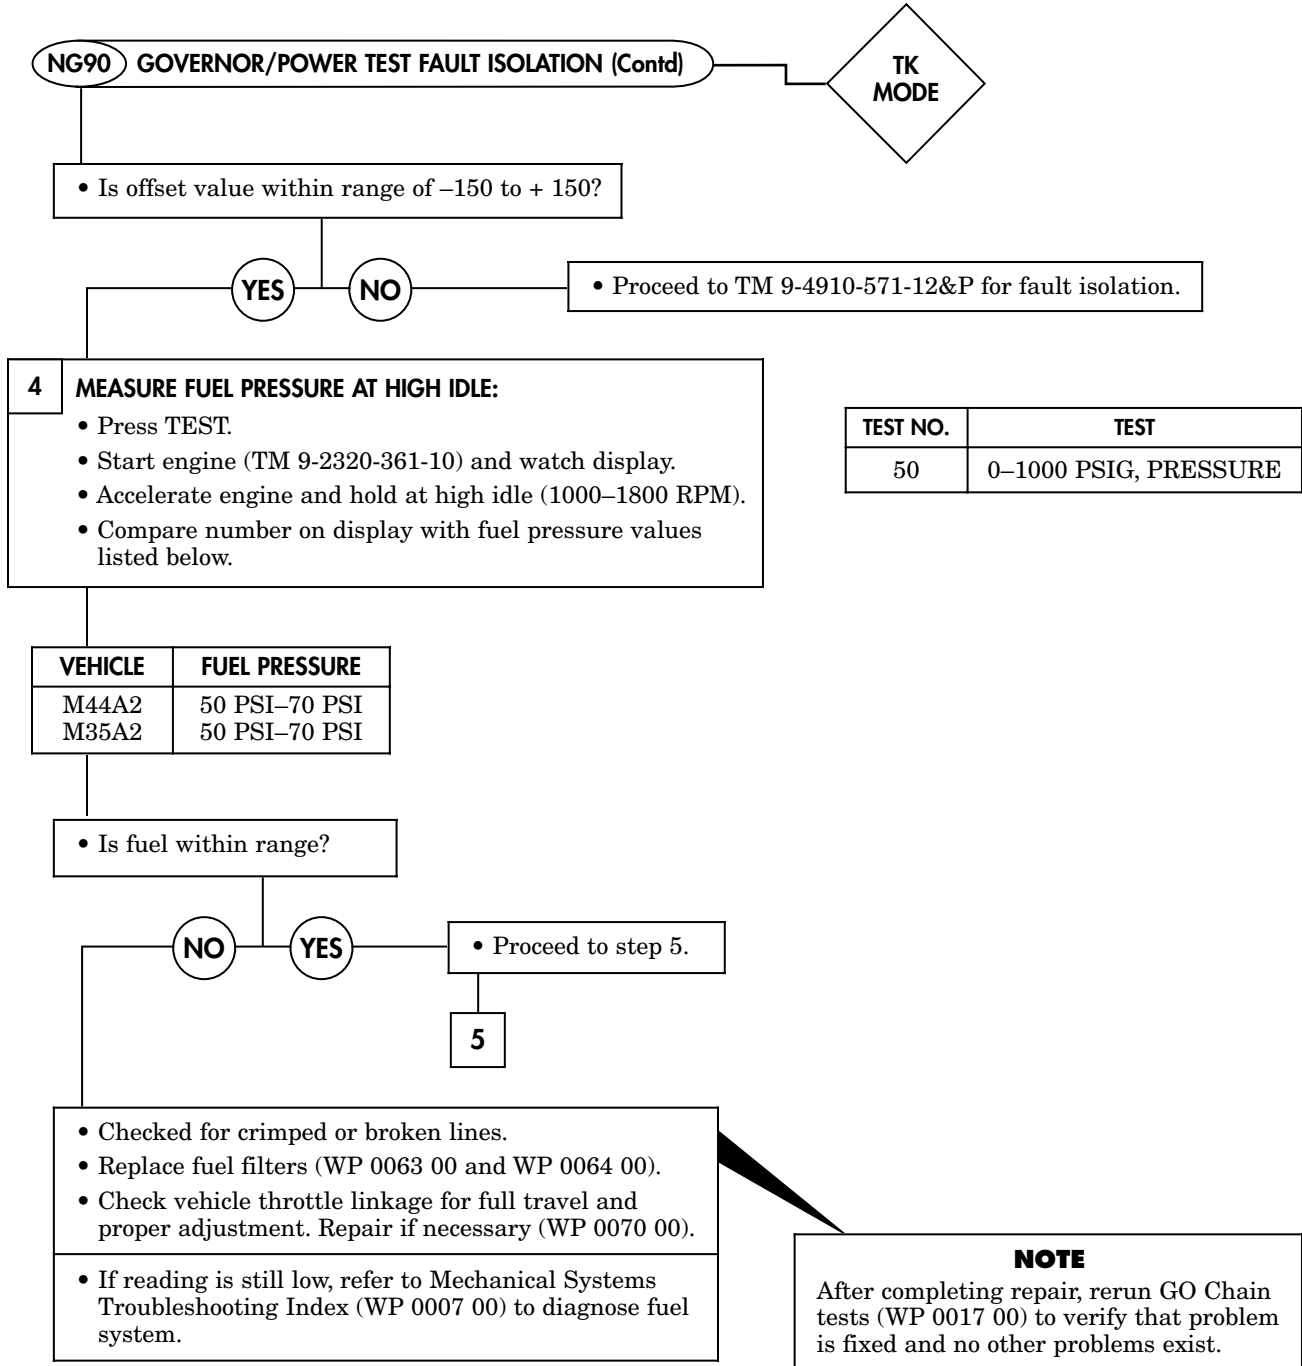 NG90 GOVERNOR/POWER TEST FAULT ISOLATION (Contd)
TK
MODE
• Is offset value within range of –150 to + 150?
YES
NO
• Proceed to TM 9-4910-571-12&P for fault isolation.
4 MEASURE FUEL PRESSURE AT HIGH IDLE:
• Press TEST.
• Start engine (TM 9-2320-361-10) and watch display.
• Accelerate engine and hold at high idle (1000–1800 RPM).
• Compare number on display with fuel pressure values
listed below.
TEST NO. TEST
50 0–1000 PSIG, PRESSURE
VEHICLE FUEL PRESSURE
M44A2 50 PSI–70 PSI
M35A2 50 PSI–70 PSI
• Is fuel within range?
NO
YES
• Proceed to step 5.
5
• Checked for crimped or broken lines.
• Replace fuel filters (WP 0063 00 and WP 0064 00).
• Check vehicle throttle linkage for full travel and
proper adjustment. Repair if necessary (WP 0070 00).
• If reading is still low, refer to Mechanical Systems
Troubleshooting Index (WP 0007 00) to diagnose fuel
system.
NOTE
After completing repair, rerun GO Chain
tests (WP 0017 00) to verify that problem
is fixed and no other problems exist.